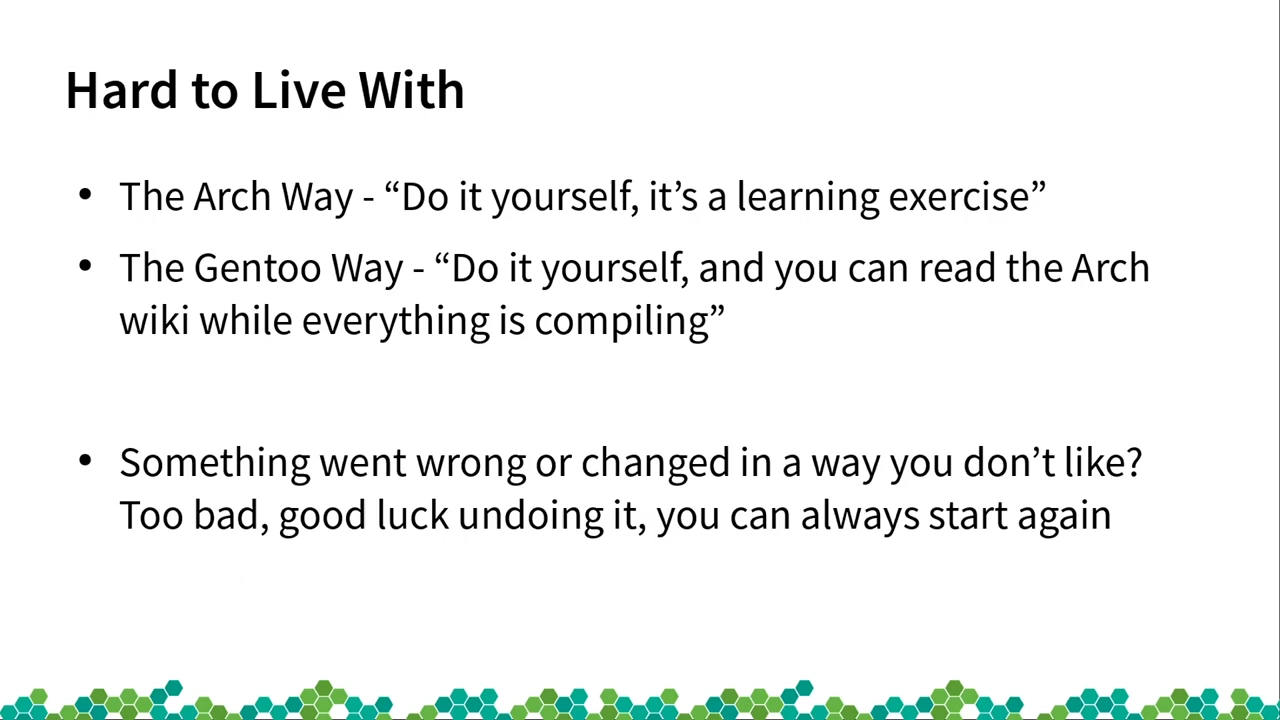 Hard to Live With
• The Arch Way - “Do it yourself, it’s a learning exercise”
• The Gentoo Way - “Do it yourself, and you can read the Arch
wiki while everything is compiling”
• Something went wrong or changed in a way you don’t like?
Too bad, good luck undoing it, you can always start again